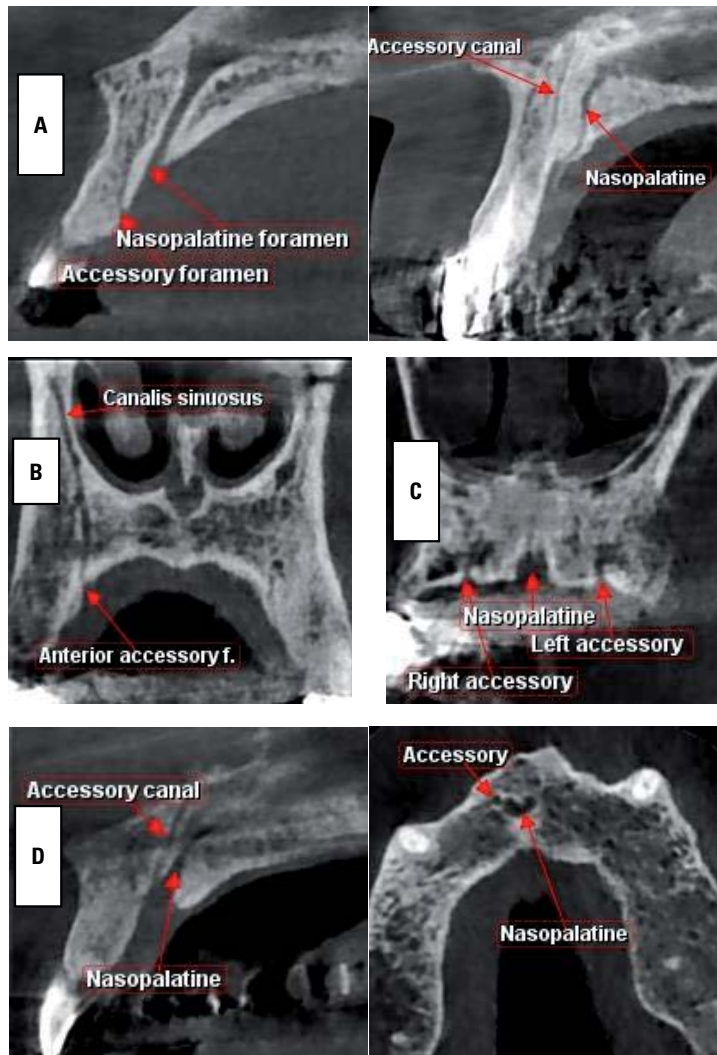 A
Nasopalatine foramen
Accessory foramen
Accessory canal
Nasopalatine
B
Canalis sinuosus
Anterior accessory f.
C
Nasopalatine
Left accessory
Right accessory
D
Accessory canal
Nasopalatine
Accessory
Nasopalatine